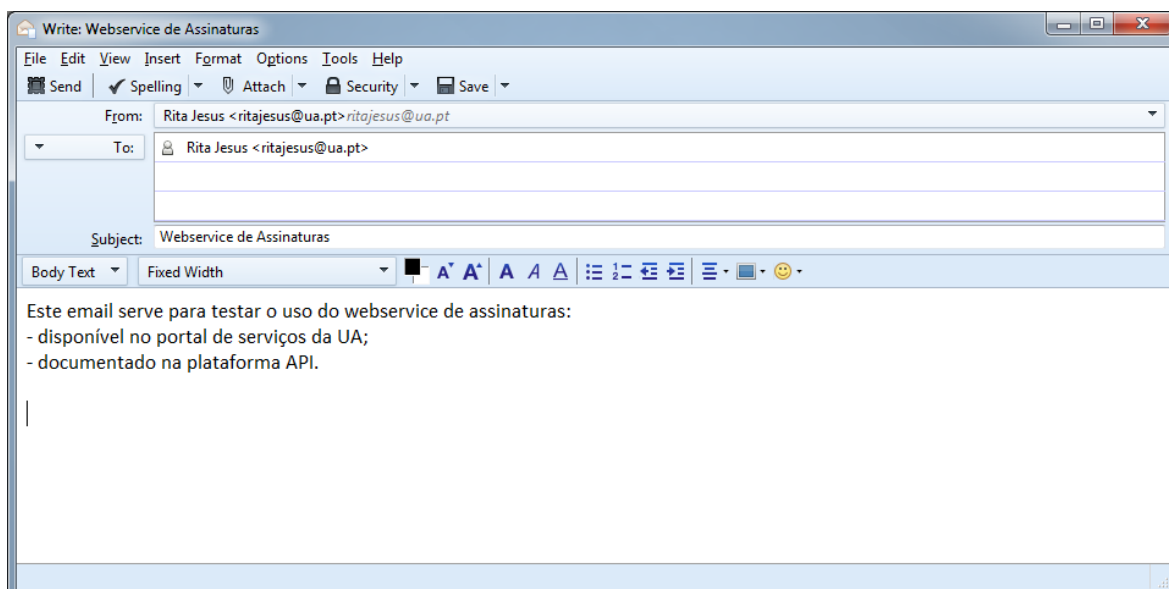 Write: Webservice de Assinaturas
File Edit View Insert Format Options Tools Help
Send Spelling Attach Security Save
From: Rita Jesus <ritajesus@ua.pt> ritajesus@ua.pt
To: Rita Jesus <ritajesus@ua.pt>
Subject: Webservice de Assinaturas
Body Text Fixed Width
Este email serve para testar o uso do webservice de assinaturas:
- disponível no portal de serviços da UA;
- documentado na plataforma API.